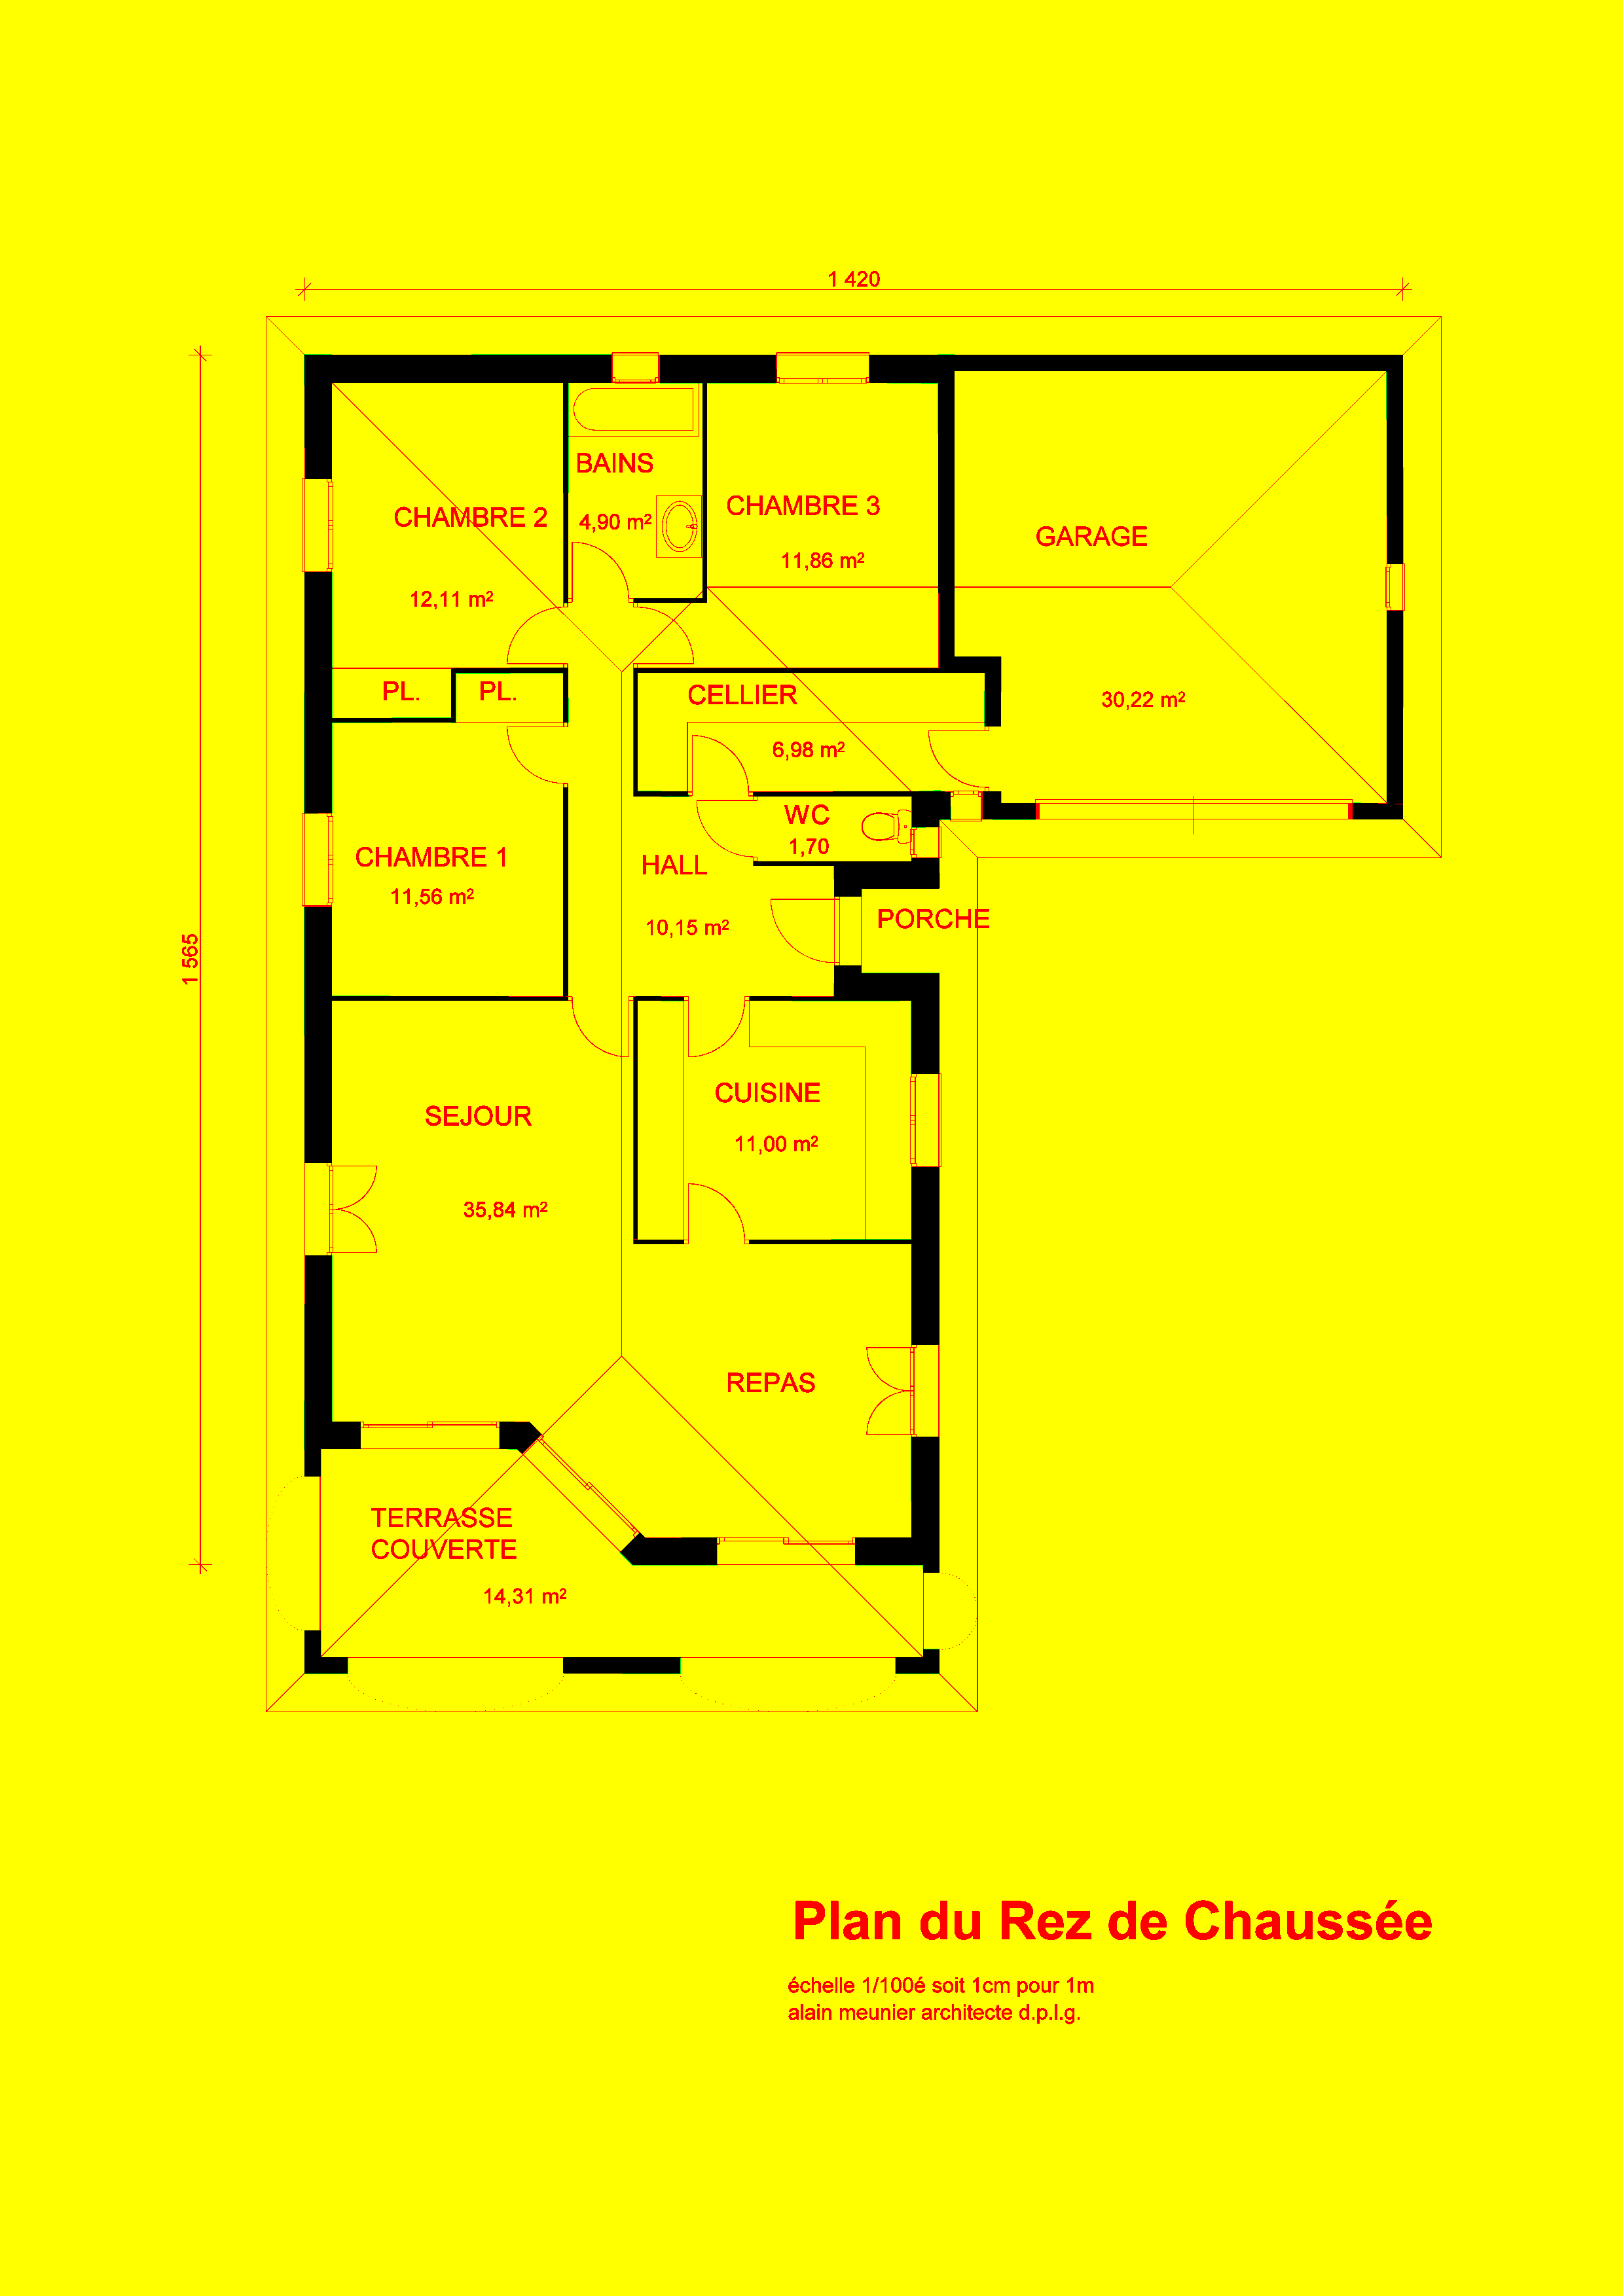 1 420
BAINS
CHAMBRE 3
CHAMBRE 2
4,90 m²
GARAGE
11,86 m²
12,11 m²
PL.
PL.
CELLIER
30,22 m²
6,98 m²
WC
1,70
CHAMBRE 1
HALL
11,56 m²
PORCHE
10,15 m²
1 565
CUISINE
SEJOUR
11,00 m²
35,84 m²
REPAS
TERRASSE
COUVERTE
14,31 m²
Plan du Rez de Chaussée
échelle 1/100é soit 1cm pour 1m
alain meunier architecte d.p.l.g.